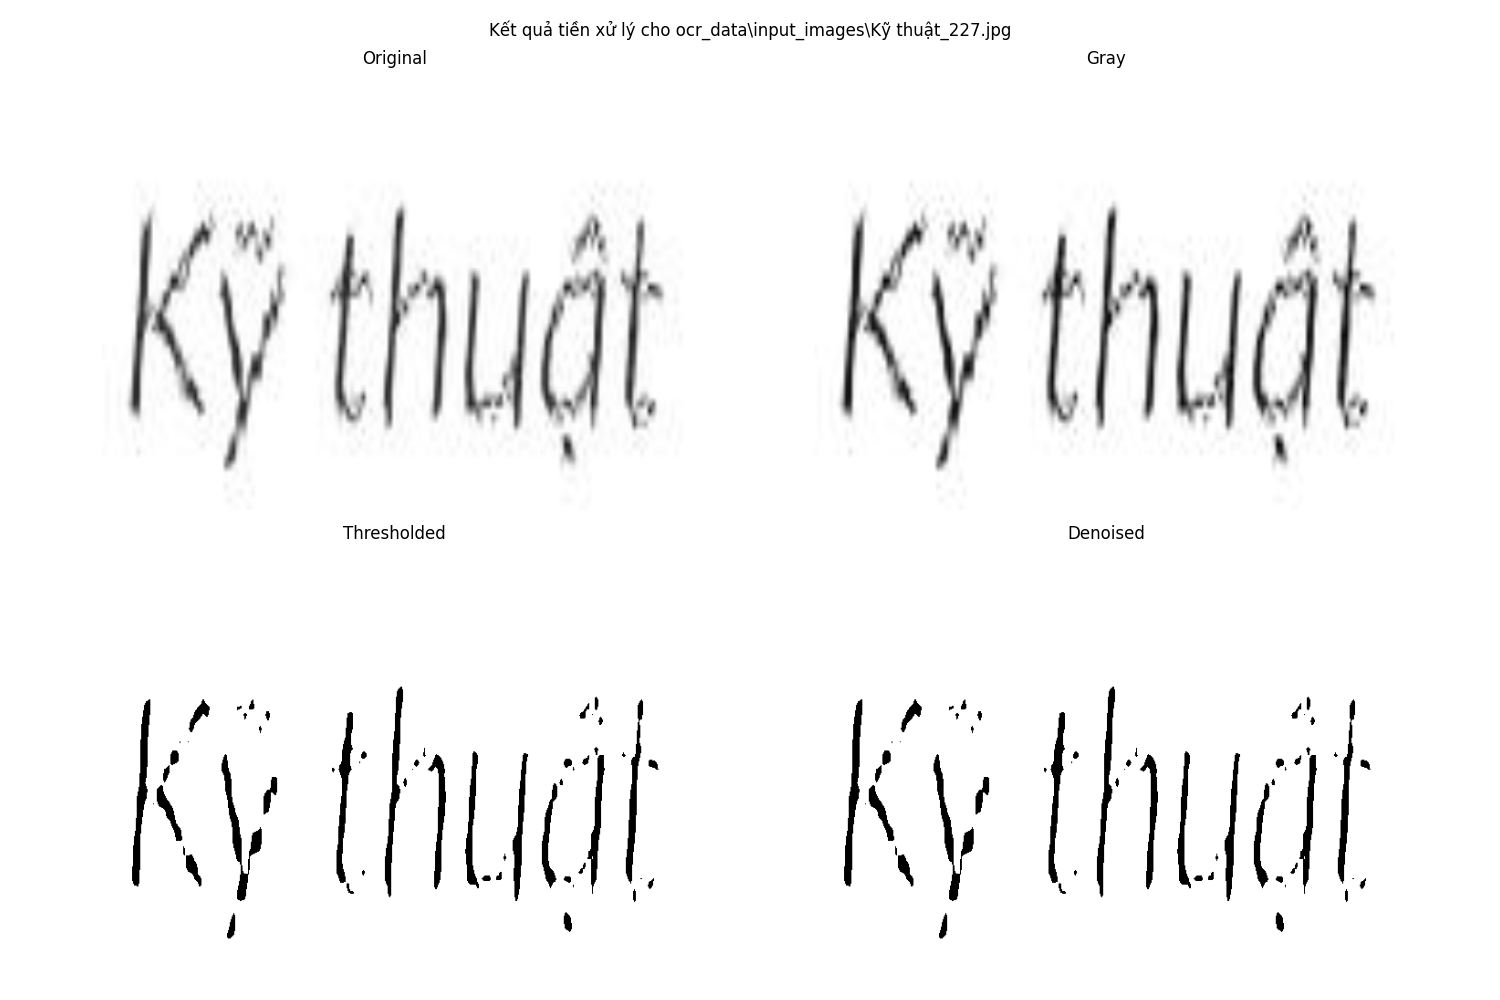 Kết quả tiền xử lý cho ocr_data\input_images\Kỹ thuật_227.jpg
Original
Gray
Kỹ thuật
Kỹ thuật
Thresholded
Denoised
Kỹ thuật
Kỹ thuật